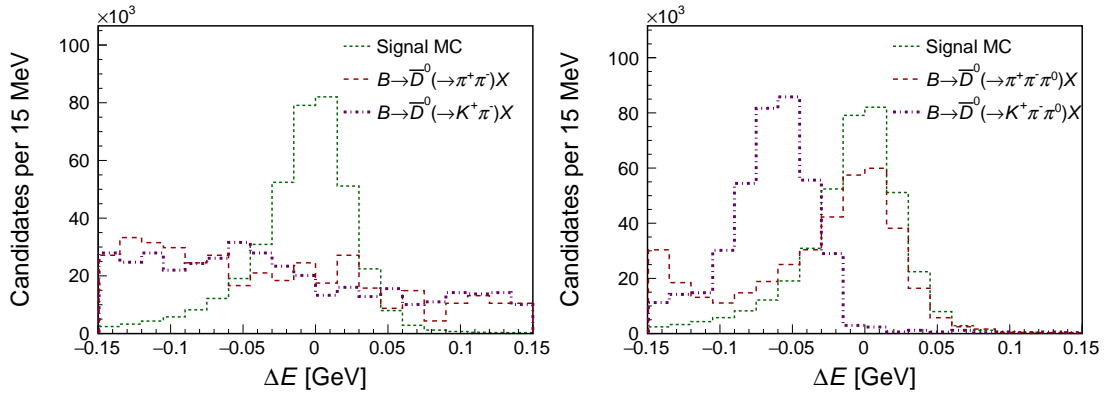 ×10³
Candidates per 15 MeV
100
80
60
40
20
0
−0.15
−0.1
−0.05
0
0.05
0.1
0.15
ΔE [GeV]
Signal MC
B→D̅⁰(→π⁺π⁻)X
B→D̅⁰(→K⁺π⁻)X
×10³
Candidates per 15 MeV
100
80
60
40
20
0
−0.15
−0.1
−0.05
0
0.05
0.1
0.15
ΔE [GeV]
Signal MC
B→D̅⁰(→π⁺π⁻π⁰)X
B→D̅⁰(→K⁺π⁻π⁰)X